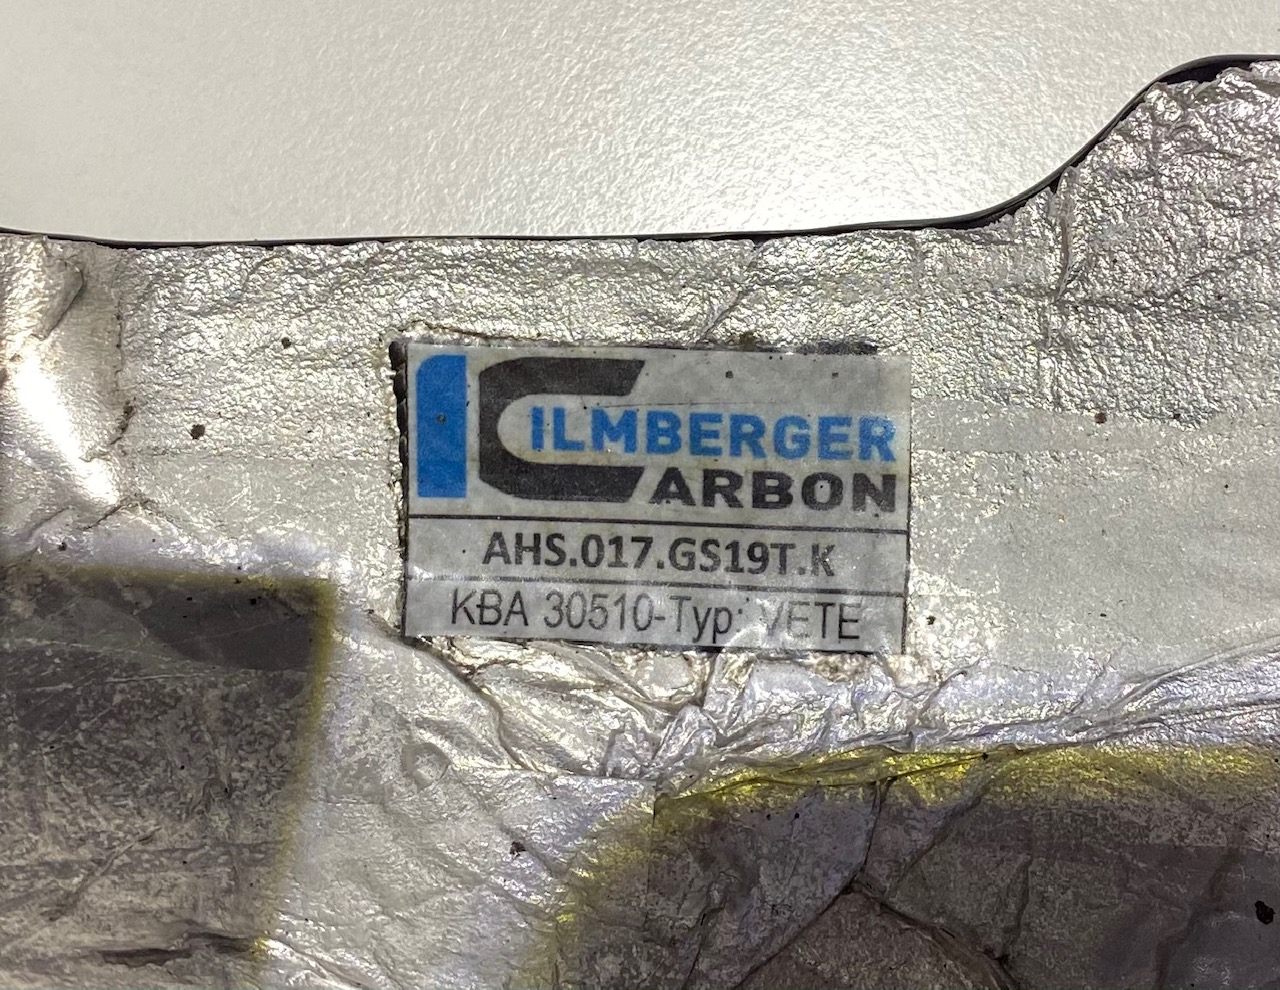 ILMBERGER
CARBON
AHS.017.GS19T.K
KBA 30510-Typ: VETE